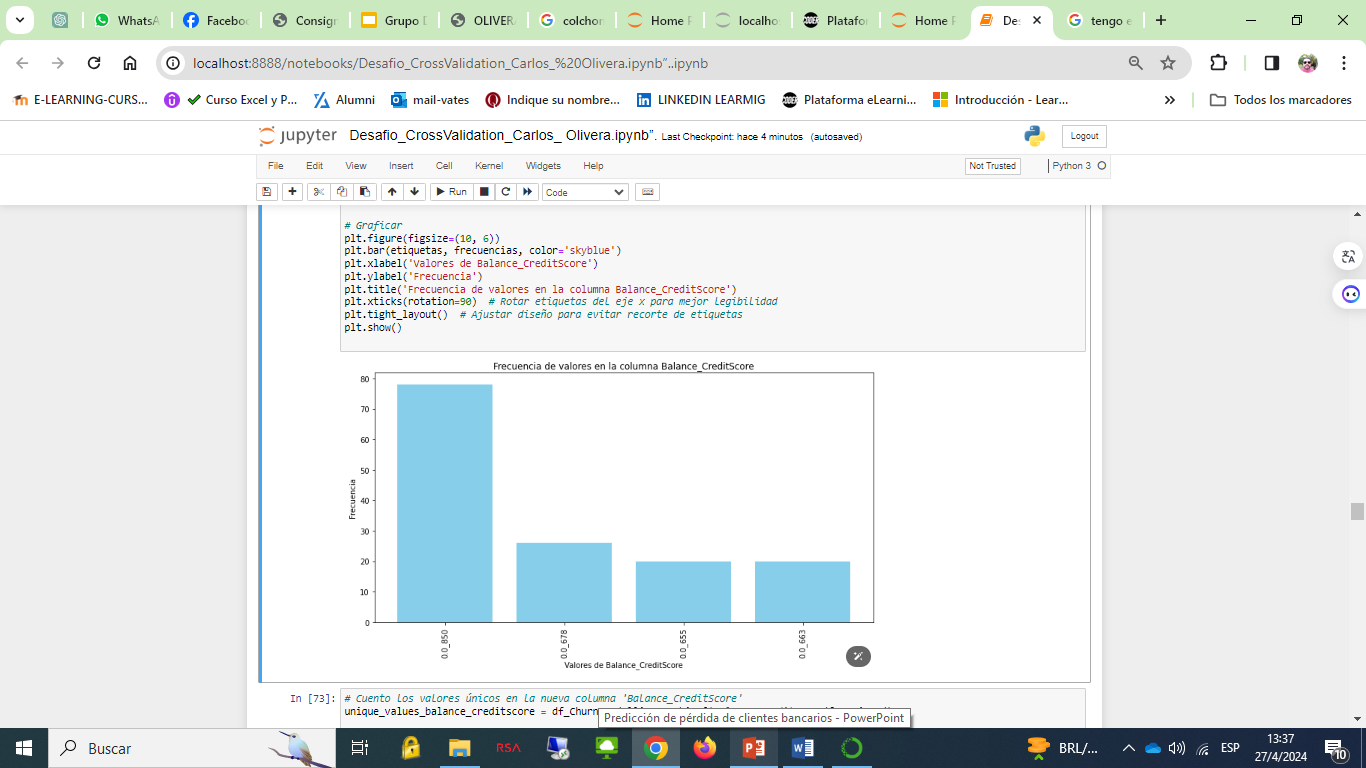 WhatsA
Facebo
Consign
Grupo D
OLIVERA
colchon
Home P
localhos
Platafor
Home P
Des
tengo e
localhost:8888/notebooks/Desafio_CrossValidation_Carlos_%20Olivera.ipynb”..ipynb
E-LEARNING-CURS...
Curso Excel y P...
Alumni
mail-vates
Indique su nombre...
LINKEDIN LEARMIG
Plataforma eLearni...
Introducción - Lear...
Todos los marcadores
jupyter Desafio_CrossValidation_Carlos_ Olivera.ipynb”. Last Checkpoint: hace 4 minutos (autosaved)
Logout
File Edit View Insert Cell Kernel Widgets Help
Not Trusted
Python 3
Run
Code
# Graficar
plt.figure(figsize=(10, 6))
plt.bar(etiquetas, frecuencias, color='skyblue')
plt.xlabel('Valores de Balance_CreditScore')
plt.ylabel('Frecuencia')
plt.title('Frecuencia de valores en la columna Balance_CreditScore')
plt.xticks(rotation=90)  # Rotar etiquetas del eje x para mejor legibilidad
plt.tight_layout()  # Ajustar diseño para evitar recorte de etiquetas
plt.show()
Frecuencia de valores en la columna Balance_CreditScore
80
70
60
50
40
30
20
10
0
Frecuencia
0.0_850
0.0_678
0.0_655
0.0_663
Valores de Balance_CreditScore
In [73]:
# Cuento los valores únicos en la nueva columna 'Balance_CreditScore'
unique_values_balance_creditscore = df_Churn
Predicción de pérdida de clientes bancarios - PowerPoint
Buscar
RSA
BRL/...
ESP
13:37
27/4/2024
10